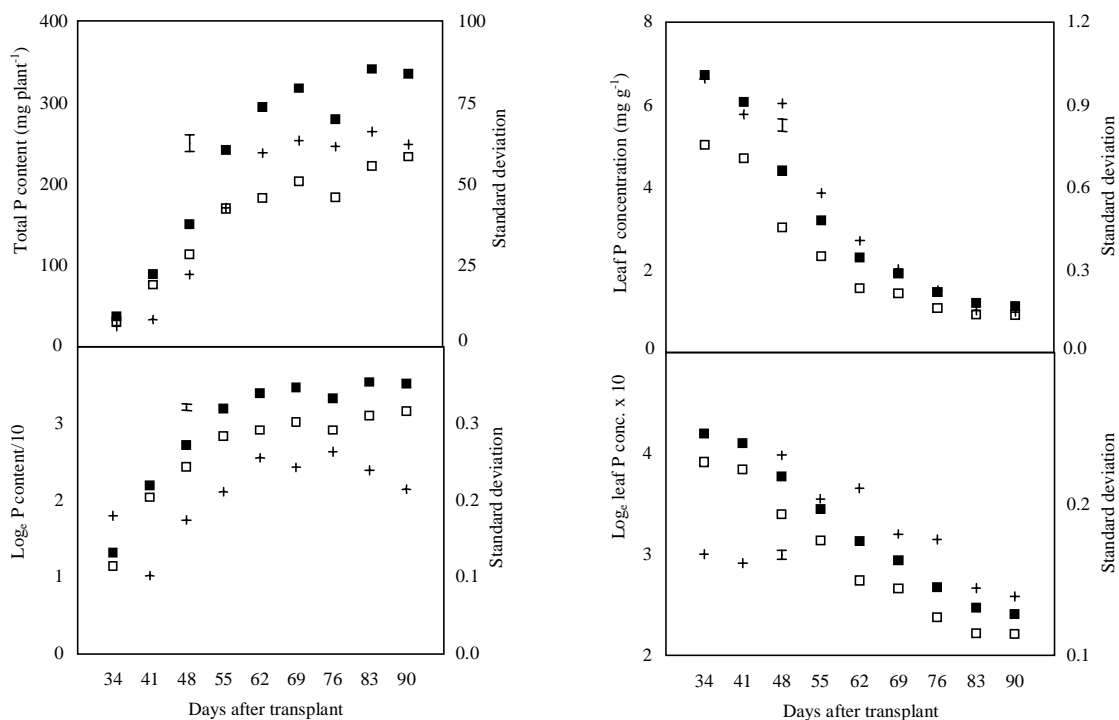 400
300
200
100
0
Total P content (mg plant⁻¹)
100
75
50
25
0
Standard deviation
3
2
1
0
Logₑ P content/10
0.3
0.2
0.1
0.0
Standard deviation
34 41 48 55 62 69 76 83 90
Days after transplant
8
6
4
2
0
Leaf P concentration (mg g⁻¹)
1.2
0.9
0.6
0.3
0.0
Standard deviation
4
3
2
Logₑ leaf P conc. x 10
0.2
0.1
Standard deviation
34 41 48 55 62 69 76 83 90
Days after transplant